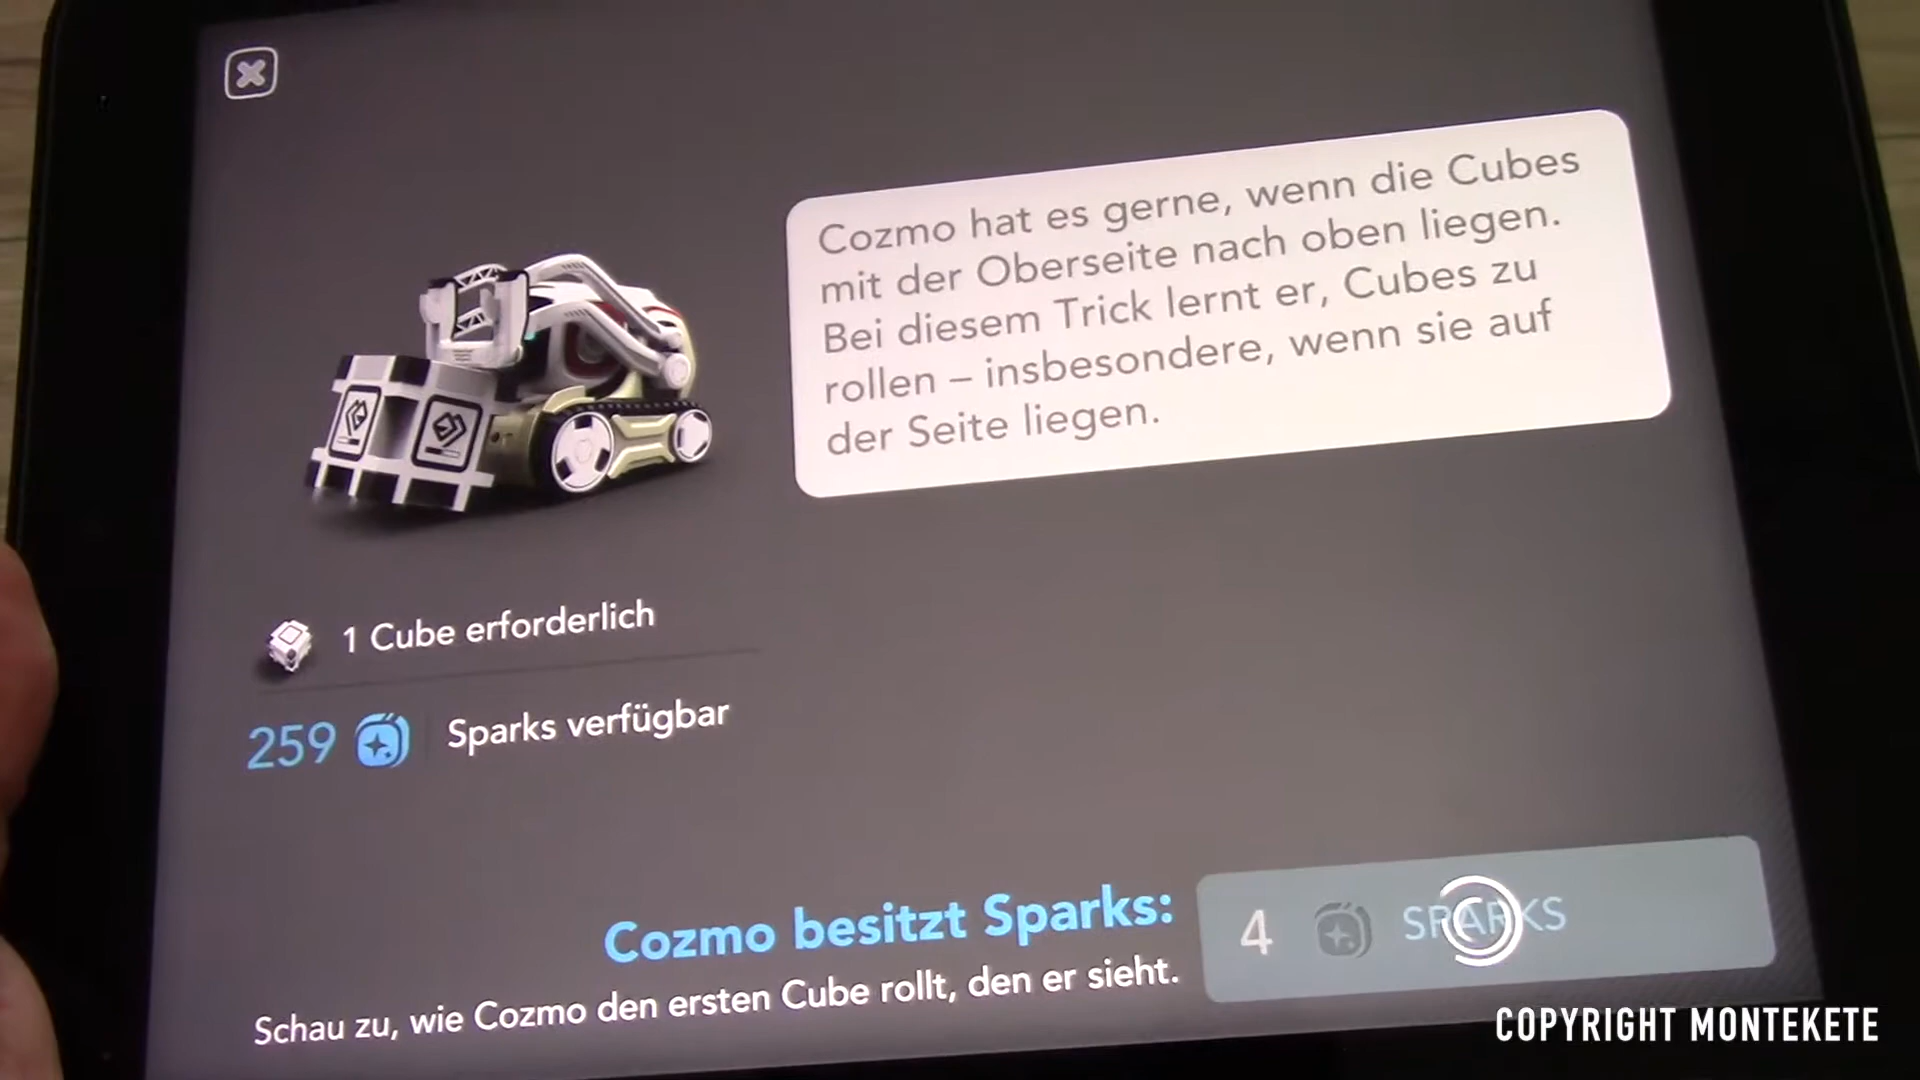 Cozmo hat es gerne, wenn die Cubes
mit der Oberseite nach oben liegen.
Bei diesem Trick lernt er, Cubes zu
rollen – insbesondere, wenn sie auf
der Seite liegen.
1 Cube erforderlich
259 Sparks verfügbar
Cozmo besitzt Sparks:
4 SPARKS
Schau zu, wie Cozmo den ersten Cube rollt, den er sieht.
COPYRIGHT MONTEKETE